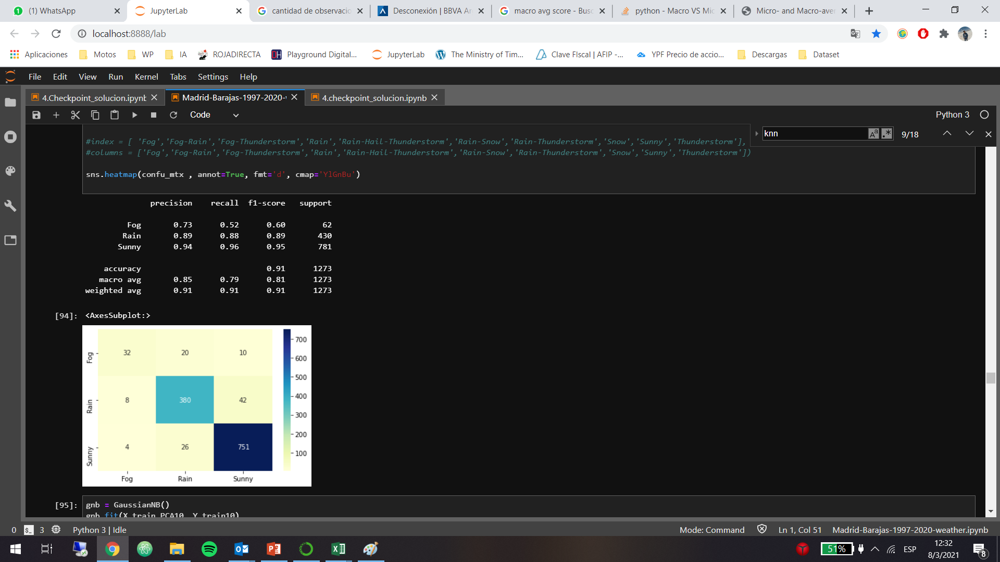 (1) WhatsApp
JupyterLab
cantidad de observacio
Desconexión | BBVA Ar
macro avg score - Busc
python - Macro VS Mic
Micro- and Macro-aver
localhost:8888/lab
Aplicaciones
Motos
WP
IA
ROJADIRECTA
Playground Digital...
JupyterLab
The Ministry of Tim...
Clave FIscal | AFIP -...
YPF Precio de accio...
Descargas
Dataset
File Edit View Run Kernel Tabs Settings Help
4.Checkpoint_solucion.ipynb
Madrid-Barajas-1997-2020-
4.checkpoint_solucion.ipynb
Code
Python 3
knn
9/18
#index = [ 'Fog','Fog-Rain','Fog-Thunderstorm','Rain','Rain-Hail-Thunderstorm','Rain-Snow','Rain-Thunderstorm','Snow','Sunny','Thunderstorm'],
#columns = ['Fog','Fog-Rain','Fog-Thunderstorm','Rain','Rain-Hail-Thunderstorm','Rain-Snow','Rain-Thunderstorm','Snow','Sunny','Thunderstorm'])
sns.heatmap(confu_mtx , annot=True, fmt='d', cmap='YlGnBu')
precision recall f1-score support
Fog 0.73 0.52 0.60 62
Rain 0.89 0.88 0.89 430
Sunny 0.94 0.96 0.95 781
accuracy 0.91 1273
macro avg 0.85 0.79 0.81 1273
weighted avg 0.91 0.91 0.91 1273
[94]: <AxesSubplot:>
Fog 32 20 10
Rain 8 380 42
Sunny 4 26 751
Fog Rain Sunny
700
600
500
400
300
200
100
[95]: gnb = GaussianNB()
gnb.fit(X_train_PCA10, Y_train10)
0
$_
3
Python 3 | Idle
Mode: Command
Ln 1, Col 51
Madrid-Barajas-1997-2020-weather.ipynb
51%
ESP
12:32
8/3/2021
8